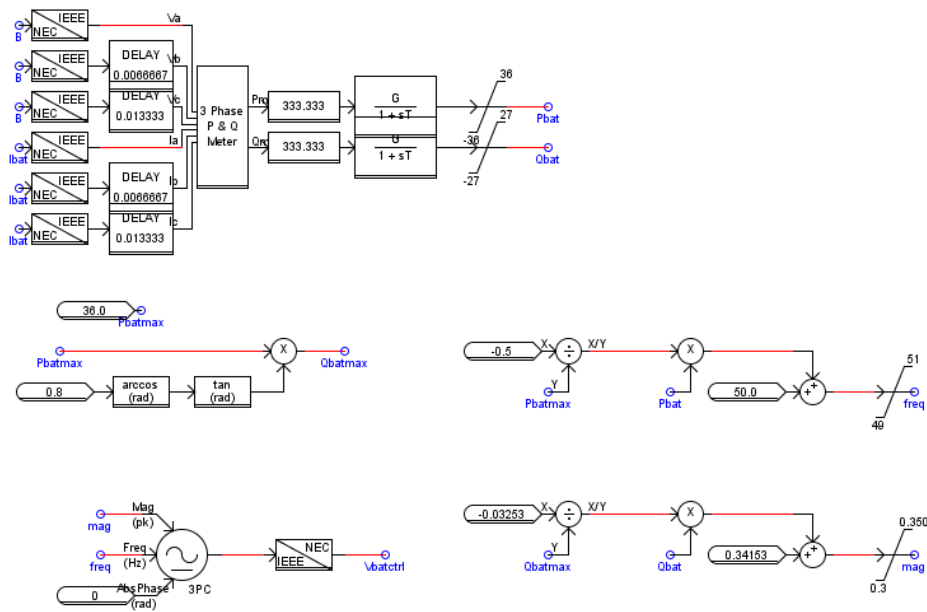 IEEE
NEC
B
Va
IEEE
NEC
B
DELAY
0.0066667
Vb
IEEE
NEC
B
DELAY
0.013333
Vc
IEEE
NEC
Ibat
Ia
IEEE
NEC
Ibat
DELAY
0.0066667
Ib
IEEE
NEC
Ibat
DELAY
0.013333
Ic
3 Phase
P & Q
Meter
333.333
G
1 + sT
36
-36
Pbat
333.333
G
1 + sT
27
-27
Qbat
36.0
Pbatmax
Pbatmax
X
Qbatmax
0.8
arccos
(rad)
tan
(rad)
-0.5
X
÷
X/Y
Y
Pbatmax
X
Pbat
50.0
+
+
51
49
freq
Mag
(pk)
mag
Freq
(Hz)
freq
0
AbsPhase
(rad)
3PC
NEC
IEEE
Vbatctrl
-0.03253
X
÷
X/Y
Y
Qbatmax
X
Qbat
0.34153
+
+
0.350
0.3
mag